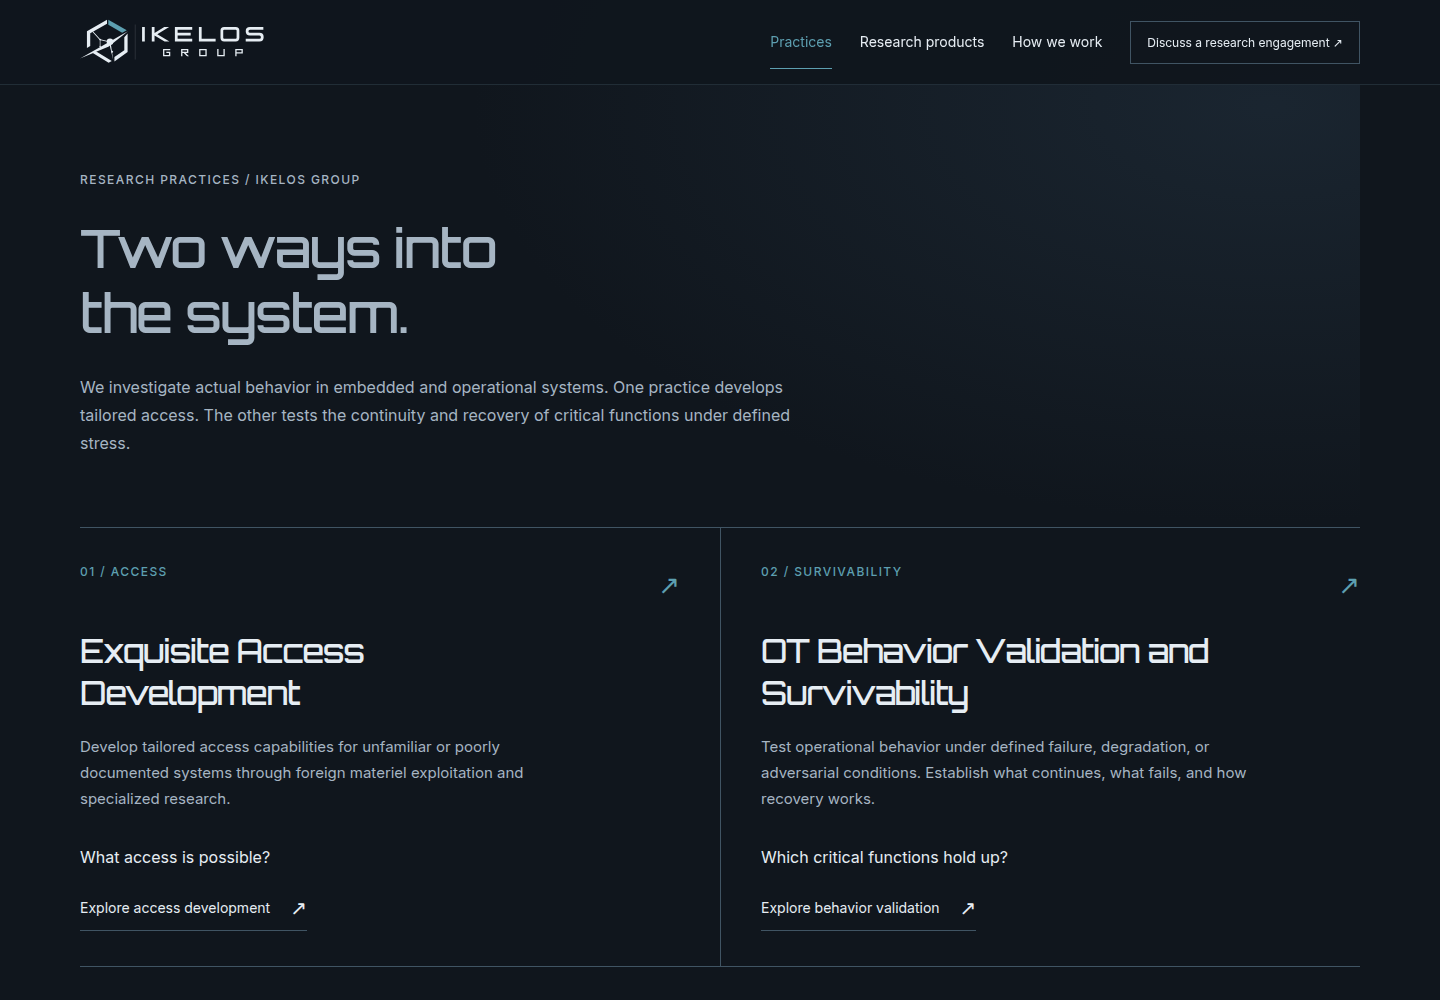 IKELOS
GROUP
Practices
Research products
How we work
Discuss a research engagement ↗
RESEARCH PRACTICES / IKELOS GROUP
Two ways into
the system.
We investigate actual behavior in embedded and operational systems. One practice develops
tailored access. The other tests the continuity and recovery of critical functions under defined
stress.
01 / ACCESS
↗
Exquisite Access
Development
Develop tailored access capabilities for unfamiliar or poorly
documented systems through foreign materiel exploitation and
specialized research.
What access is possible?
Explore access development ↗
02 / SURVIVABILITY
↗
OT Behavior Validation and
Survivability
Test operational behavior under defined failure, degradation, or
adversarial conditions. Establish what continues, what fails, and how
recovery works.
Which critical functions hold up?
Explore behavior validation ↗